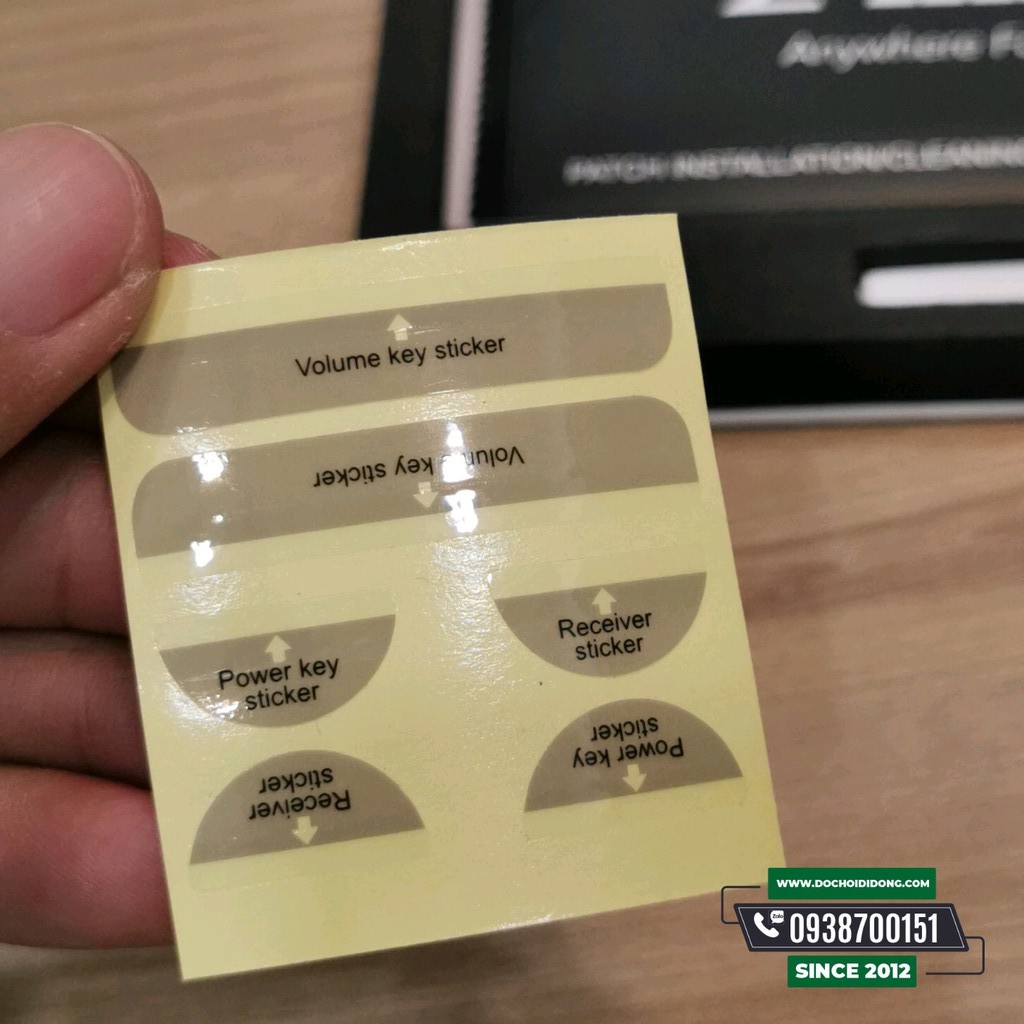 Anywhere
PATCH INSTALLATION/CLEANING
Volume key sticker
Volume key sticker
Receiver
sticker
Power key
sticker
Power key
sticker
Receiver
sticker
WWW.DOCHOIDIDONG.COM
Zalo
0938700151
SINCE 2012